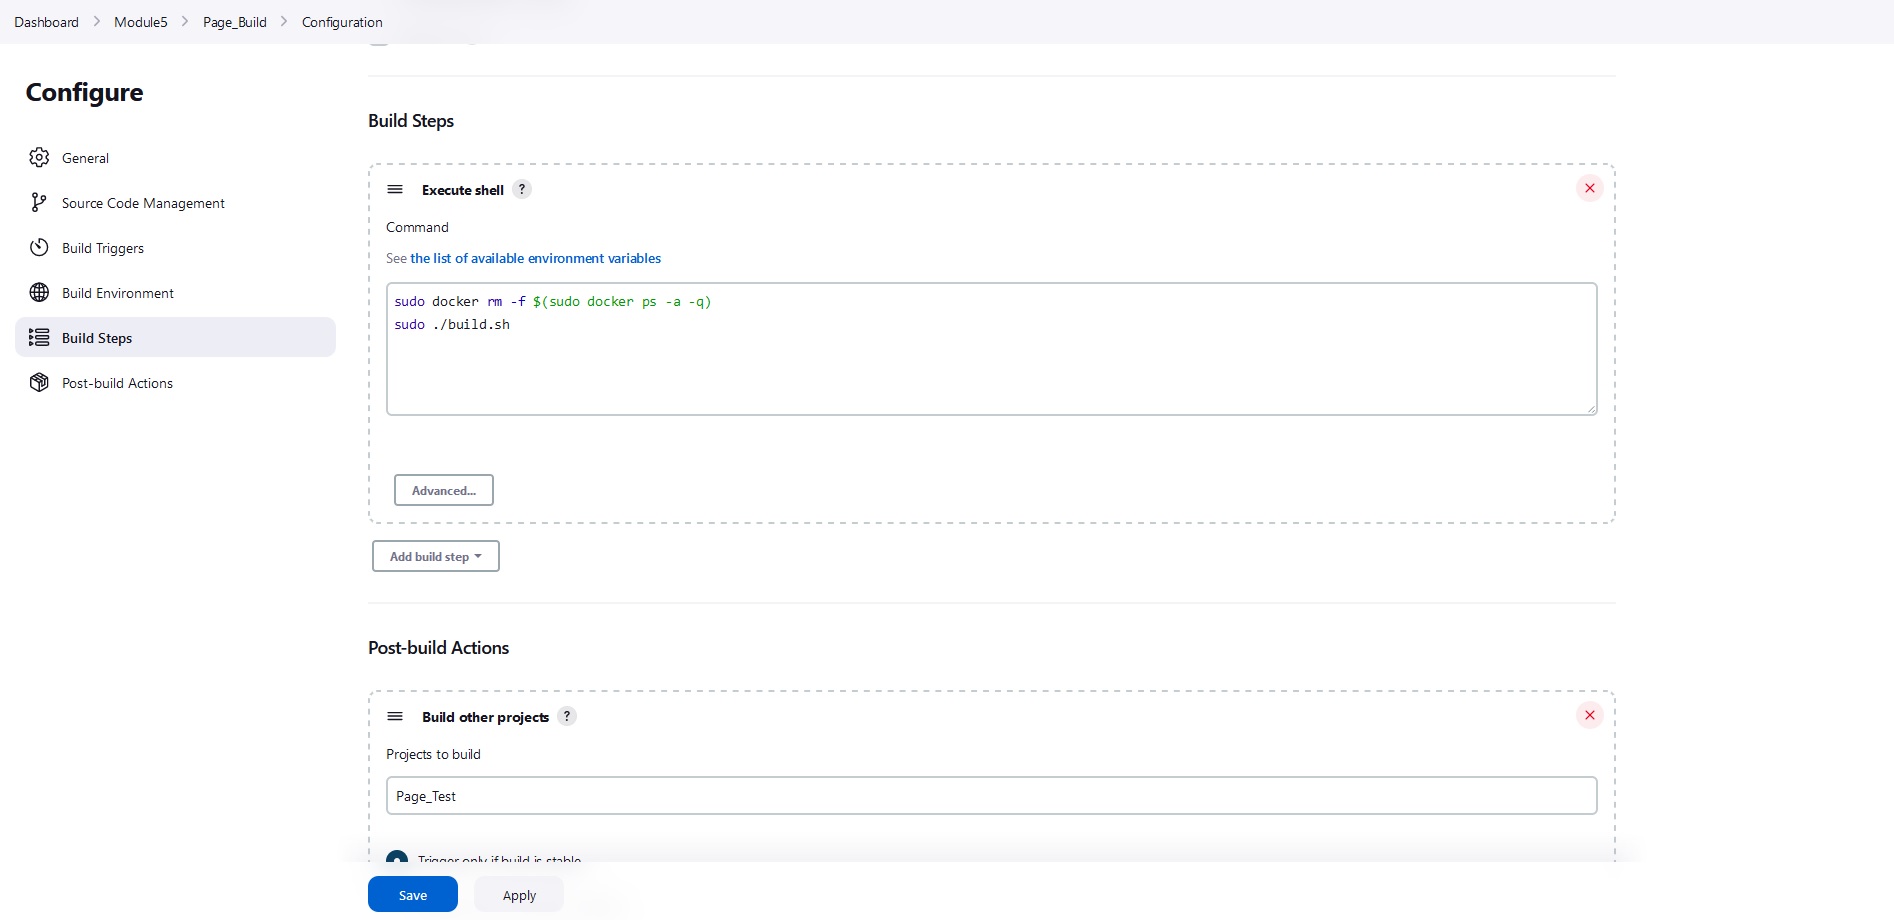 Dashboard > Module5 > Page_Build > Configuration
Configure
General
Source Code Management
Build Triggers
Build Environment
Build Steps
Post-build Actions
Build Steps
Execute shell ?
Command
See the list of available environment variables
sudo docker rm -f $(sudo docker ps -a -q)
sudo ./build.sh
Advanced...
Add build step
Post-build Actions
Build other projects ?
Projects to build
Page_Test
Trigger only if build is stable
Save
Apply